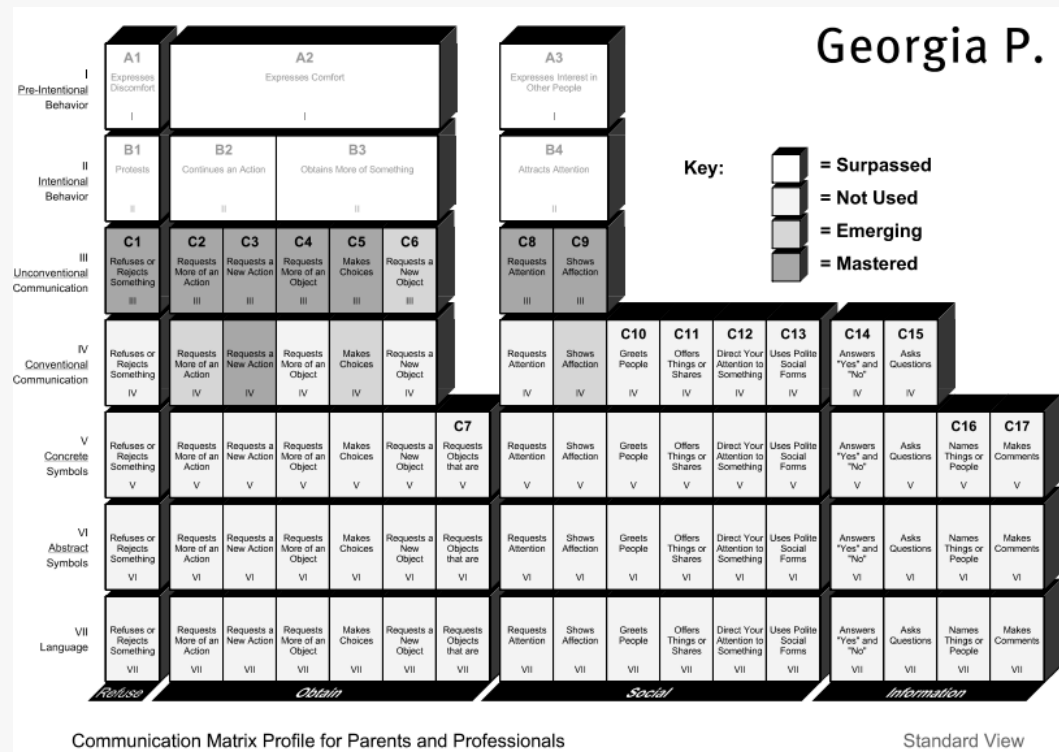 Georgia P.
I
Pre-Intentional
Behavior
A1
Expresses
Discomfort
I
A2
Expresses Comfort
I
A3
Expresses Interest in
Other People
I
II
Intentional
Behavior
B1
Protests
II
B2
Continues an Action
II
B3
Obtains More of Something
II
B4
Attracts Attention
II
Key:
= Surpassed
= Not Used
= Emerging
= Mastered
III
Unconventional
Communication
C1
Refuses or
Rejects
Something
III
C2
Requests
More of an
Action
III
C3
Requests a
New Action
III
C4
Requests
More of an
Object
III
C5
Makes
Choices
III
C6
Requests a
New
Object
III
C8
Requests
Attention
III
C9
Shows
Affection
III
IV
Conventional
Communication
Refuses or
Rejects
Something
IV
Requests
More of an
Action
IV
Requests a
New Action
IV
Requests
More of an
Object
IV
Makes
Choices
IV
Requests a
New
Object
IV
Requests
Attention
IV
Shows
Affection
IV
C10
Greets
People
IV
C11
Offers
Things or
Shares
IV
C12
Direct Your
Attention to
Something
IV
C13
Uses Polite
Social
Forms
IV
C14
Answers
"Yes" and
"No"
IV
C15
Asks
Questions
IV
V
Concrete
Symbols
Refuses or
Rejects
Something
V
Requests
More of an
Action
V
Requests a
New Action
V
Requests
More of an
Object
V
Makes
Choices
V
Requests a
New
Object
V
C7
Requests
Objects
that are
V
Requests
Attention
V
Shows
Affection
V
Greets
People
V
Offers
Things or
Shares
V
Direct Your
Attention to
Something
V
Uses Polite
Social
Forms
V
Answers
"Yes" and
"No"
V
Asks
Questions
V
C16
Names
Things or
People
V
C17
Makes
Comments
V
VI
Abstract
Symbols
Refuses or
Rejects
Something
VI
Requests
More of an
Action
VI
Requests a
New Action
VI
Requests
More of an
Object
VI
Makes
Choices
VI
Requests a
New
Object
VI
Requests
Objects
that are
VI
Requests
Attention
VI
Shows
Affection
VI
Greets
People
VI
Offers
Things or
Shares
VI
Direct Your
Attention to
Something
VI
Uses Polite
Social
Forms
VI
Answers
"Yes" and
"No"
VI
Asks
Questions
VI
Names
Things or
People
VI
Makes
Comments
VI
VII
Language
Refuses or
Rejects
Something
VII
Requests
More of an
Action
VII
Requests a
New Action
VII
Requests
More of an
Object
VII
Makes
Choices
VII
Requests a
New
Object
VII
Requests
Objects
that are
VII
Requests
Attention
VII
Shows
Affection
VII
Greets
People
VII
Offers
Things or
Shares
VII
Direct Your
Attention to
Something
VII
Uses Polite
Social
Forms
VII
Answers
"Yes" and
"No"
VII
Asks
Questions
VII
Names
Things or
People
VII
Makes
Comments
VII
Refuse
Obtain
Social
Information
Communication Matrix Profile for Parents and Professionals
Standard View